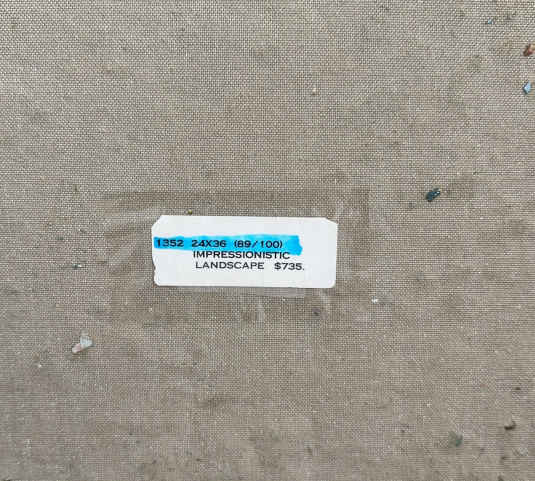 1352 24X36 (89/100)
IMPRESSIONISTIC
LANDSCAPE $735.